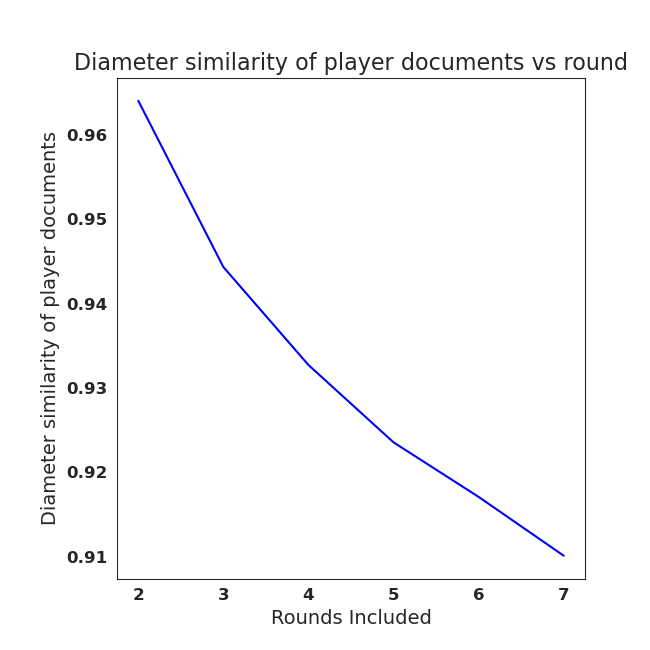 Diameter similarity of player documents vs round
Diameter similarity of player documents
0.96
0.95
0.94
0.93
0.92
0.91
2 3 4 5 6 7
Rounds Included